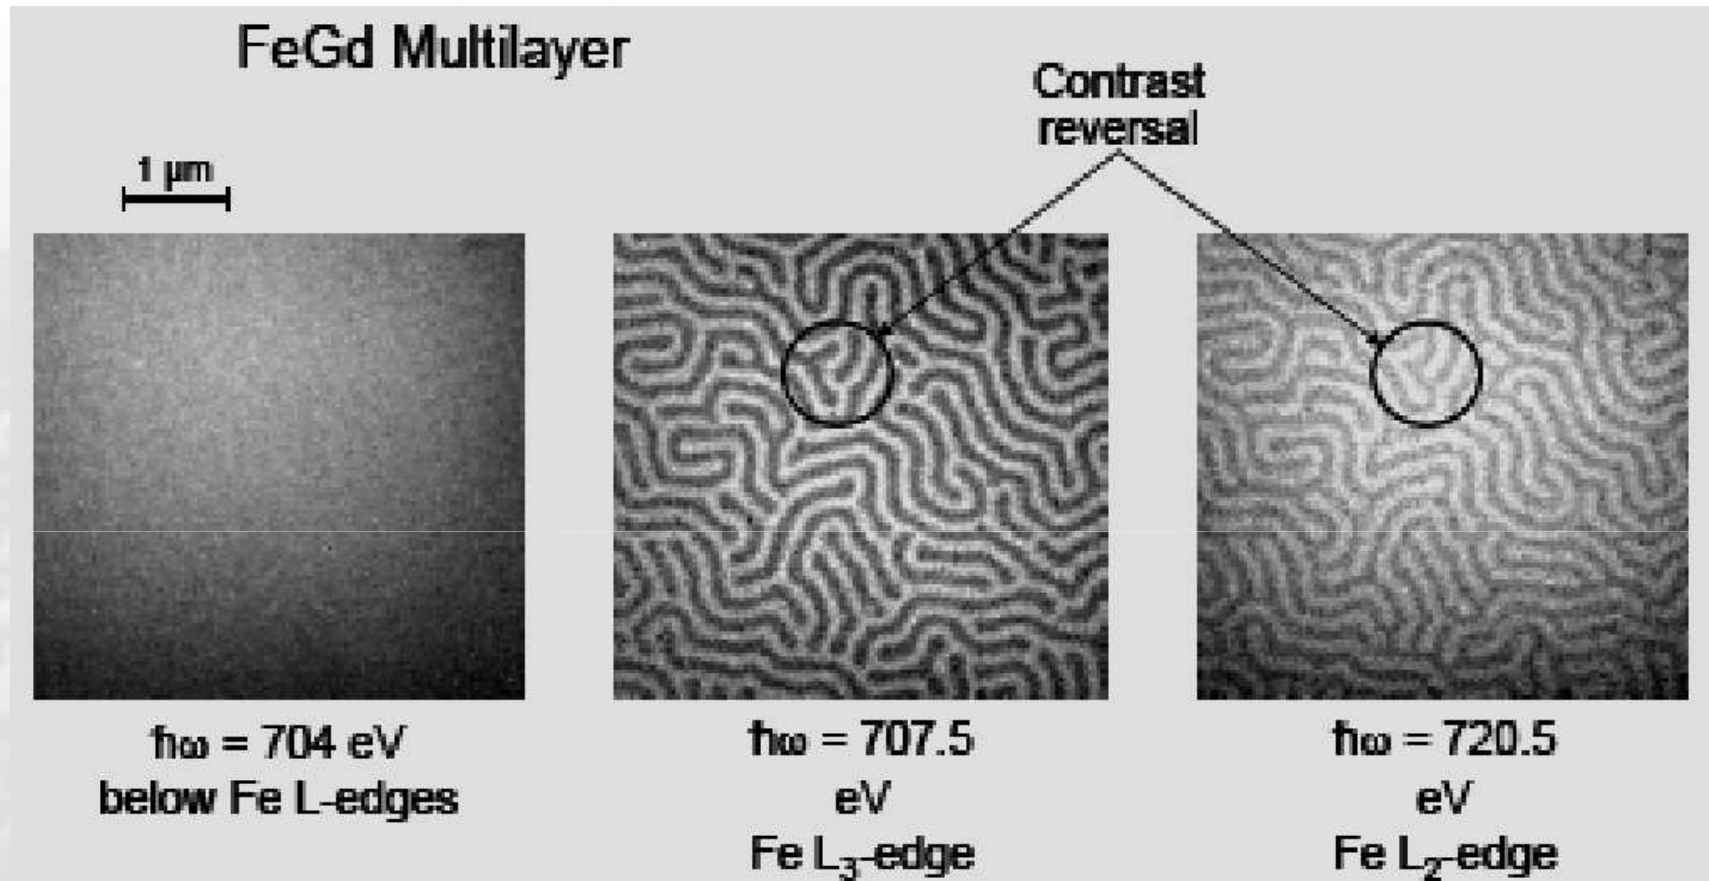 FeGd Multilayer
Contrast
reversal
1 µm
ħω = 704 eV
below Fe L-edges
ħω = 707.5
eV
Fe L₃-edge
ħω = 720.5
eV
Fe L₂-edge